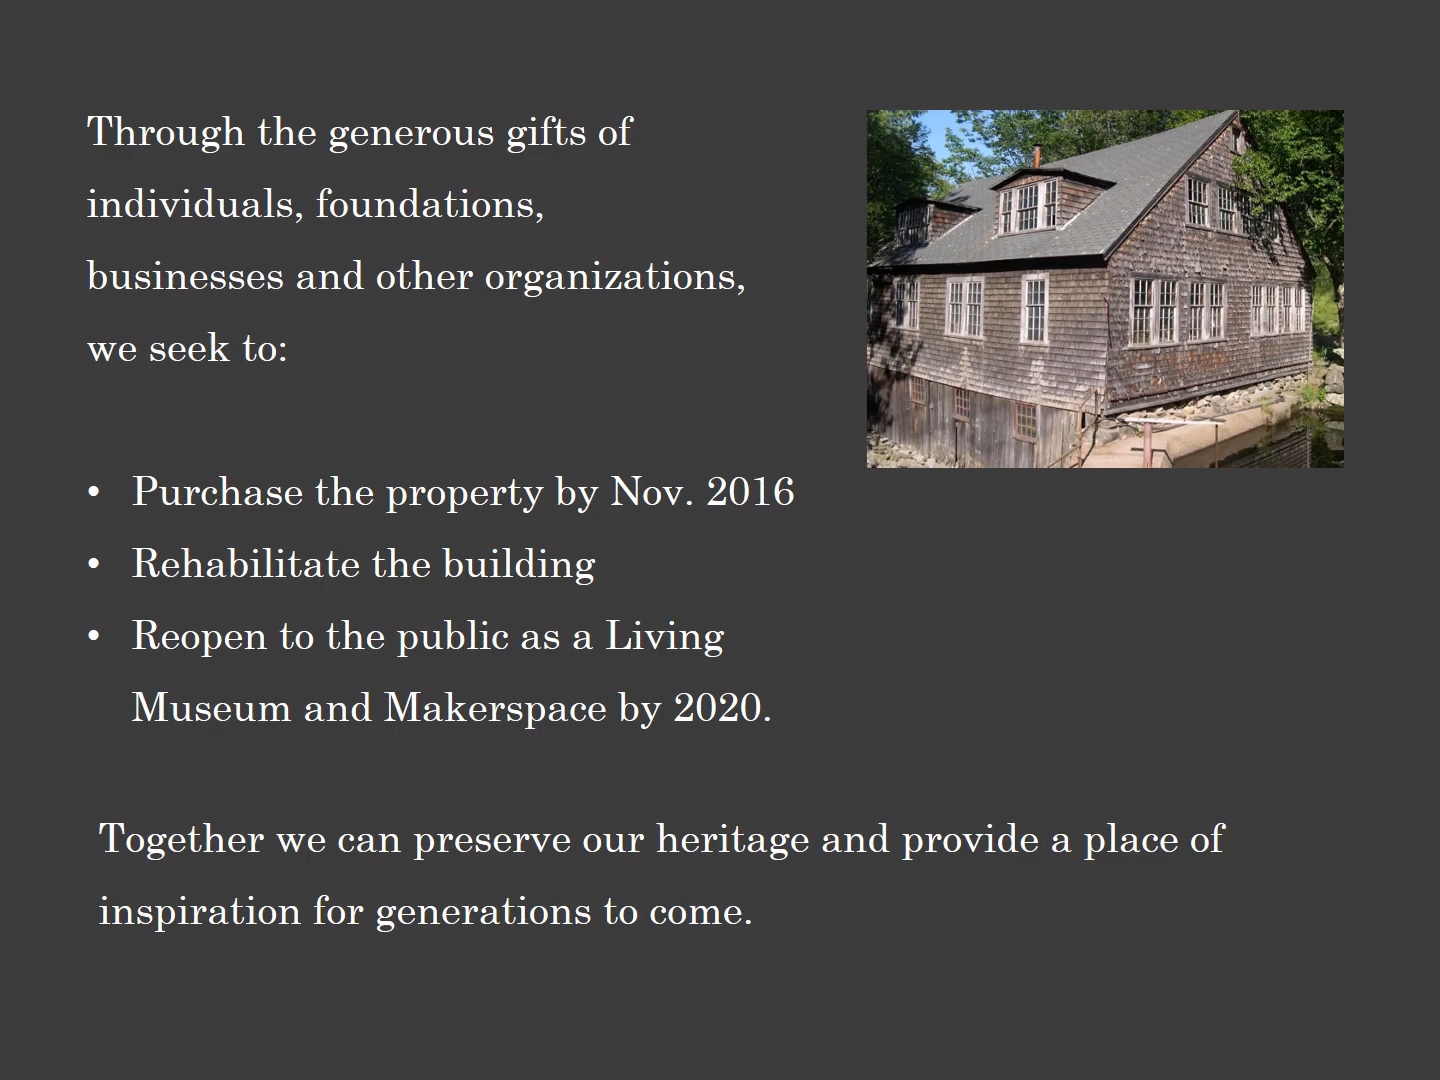 Through the generous gifts of
individuals, foundations,
businesses and other organizations,
we seek to:
• Purchase the property by Nov. 2016
• Rehabilitate the building
• Reopen to the public as a Living
Museum and Makerspace by 2020.
Together we can preserve our heritage and provide a place of
inspiration for generations to come.